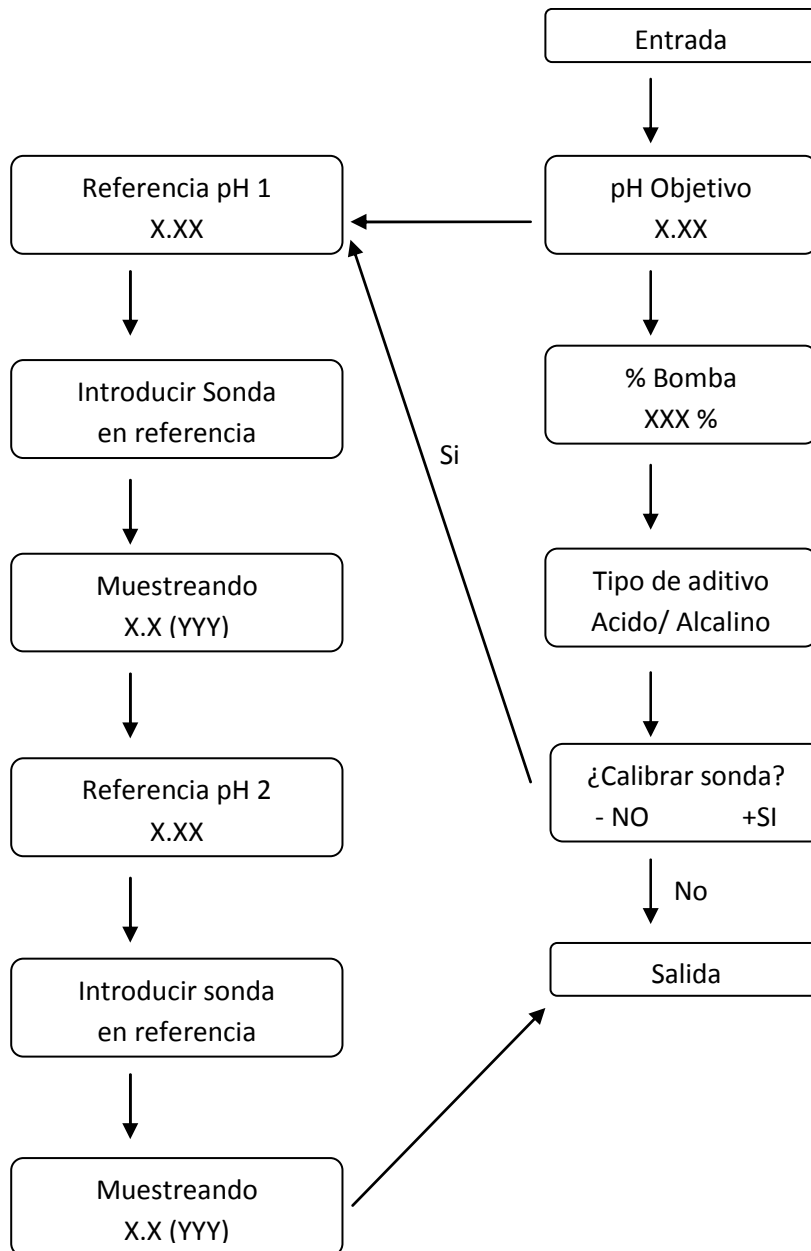 Entrada
pH Objetivo
X.XX
% Bomba
XXX %
Tipo de aditivo
Acido/ Alcalino
¿Calibrar sonda?
- NO +SI
No
Salida
Si
Referencia pH 1
X.XX
Introducir Sonda
en referencia
Muestreando
X.X (YYY)
Referencia pH 2
X.XX
Introducir sonda
en referencia
Muestreando
X.X (YYY)